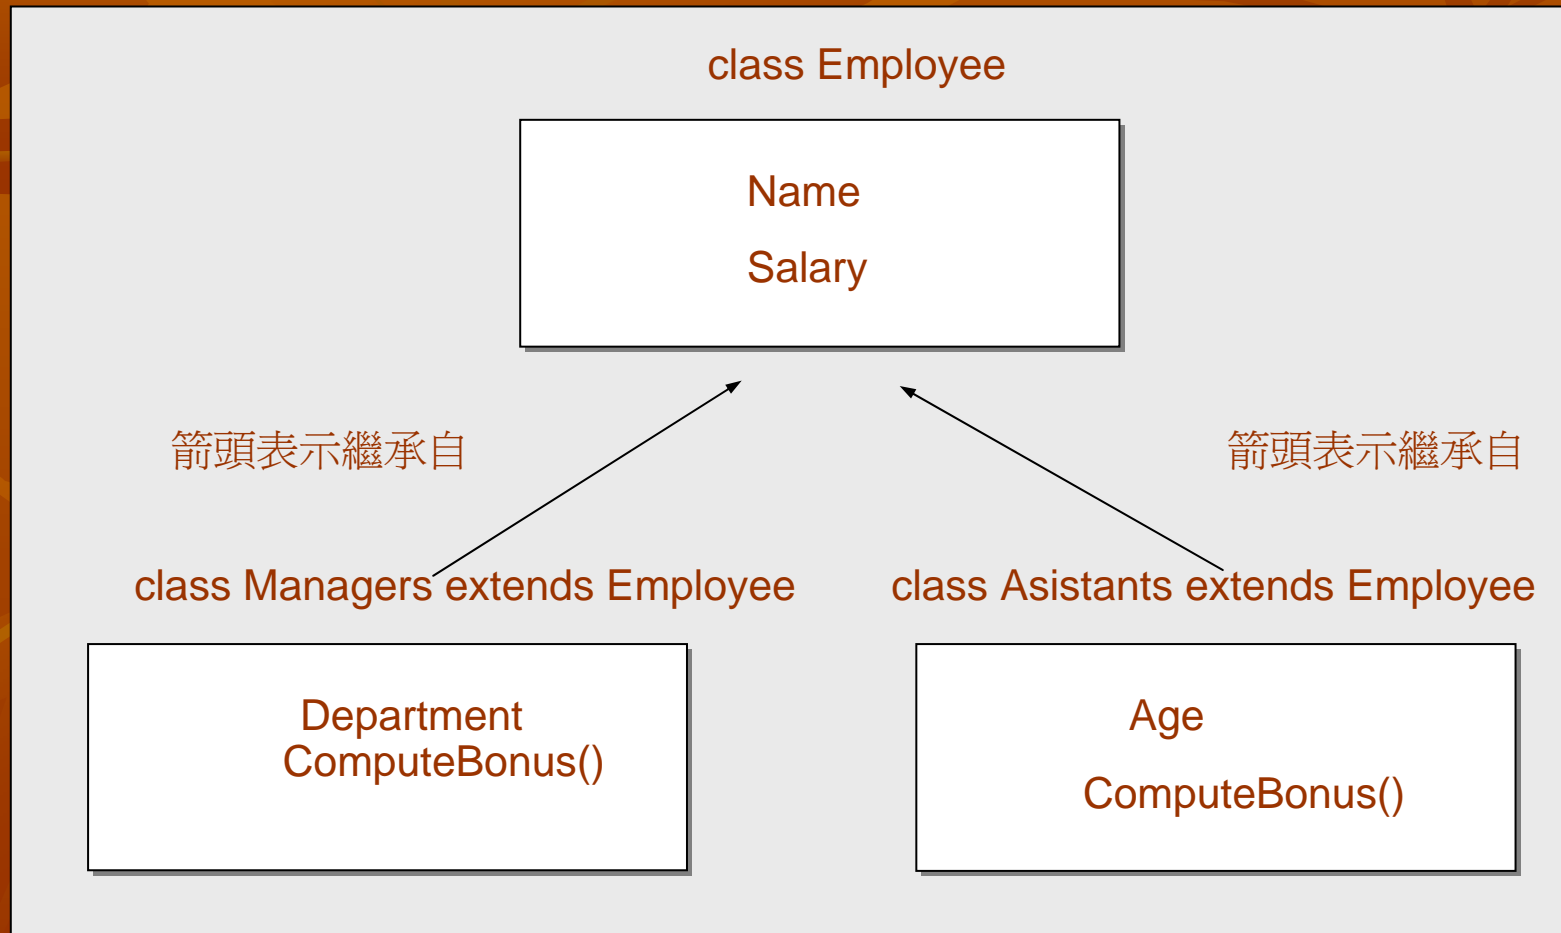 class Employee
Name
Salary
箭頭表示繼承自
箭頭表示繼承自
class Managers extends Employee
class Asistants extends Employee
Department
ComputeBonus()
Age
ComputeBonus()